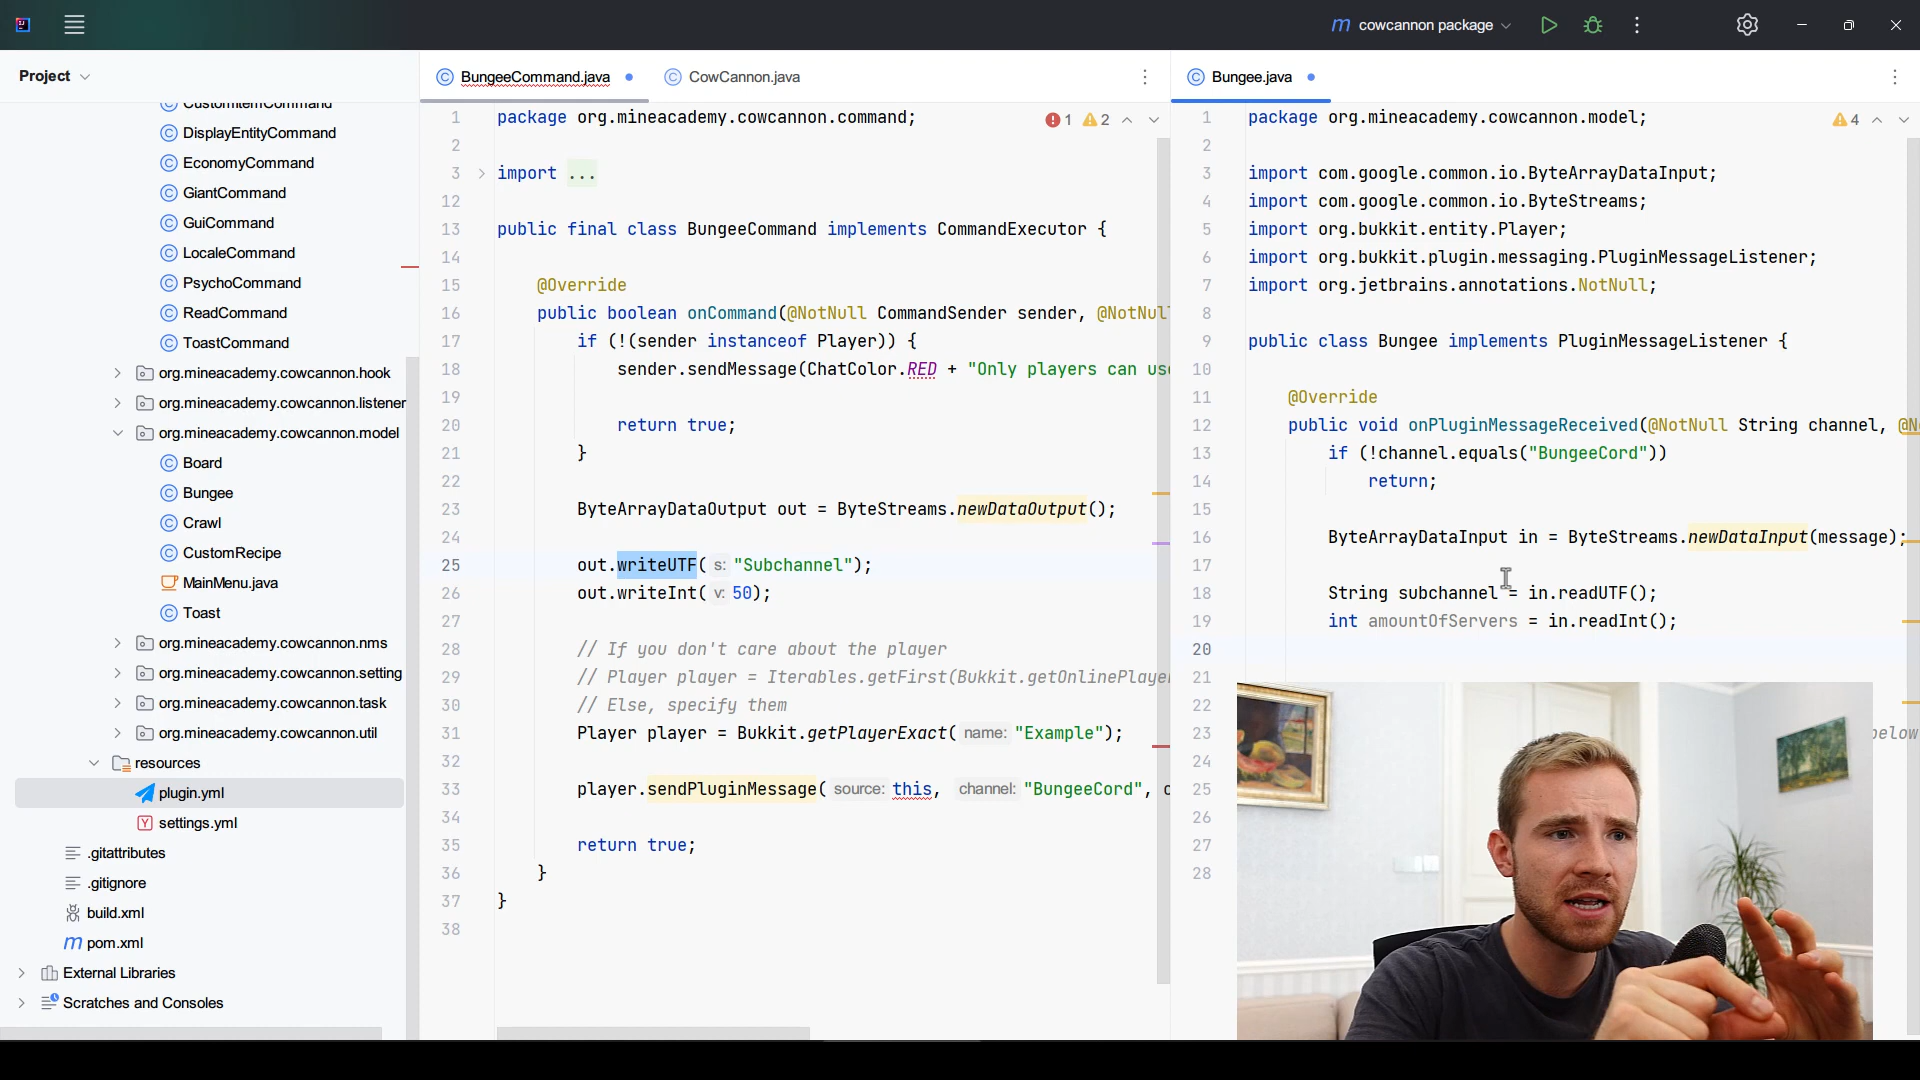 cowcannon package
Project
BungeeCommand.java
CowCannon.java
Bungee.java
CustomItemCommand
DisplayEntityCommand
EconomyCommand
GiantCommand
GuiCommand
LocaleCommand
PsychoCommand
ReadCommand
ToastCommand
org.mineacademy.cowcannon.hook
org.mineacademy.cowcannon.listener
org.mineacademy.cowcannon.model
Board
Bungee
Crawl
CustomRecipe
MainMenu.java
Toast
org.mineacademy.cowcannon.nms
org.mineacademy.cowcannon.setting
org.mineacademy.cowcannon.task
org.mineacademy.cowcannon.util
resources
plugin.yml
settings.yml
.gitattributes
.gitignore
build.xml
m pom.xml
External Libraries
Scratches and Consoles
1 package org.mineacademy.cowcannon.command;
1 2
2
3 import ...
12
13 public final class BungeeCommand implements CommandExecutor {
14
15 @Override
16 public boolean onCommand(@NotNull CommandSender sender, @NotNul
17 if (!(sender instanceof Player)) {
18 sender.sendMessage(ChatColor.RED + "Only players can us
19
20 return true;
21 }
22
23 ByteArrayDataOutput out = ByteStreams.newDataOutput();
24
25 out.writeUTF( s: "Subchannel");
26 out.writeInt( v: 50);
27
28 // If you don't care about the player
29 // Player player = Iterables.getFirst(Bukkit.getOnlinePlaye
30 // Else, specify them
31 Player player = Bukkit.getPlayerExact( name: "Example");
32
33 player.sendPluginMessage( source: this, channel: "BungeeCord", o
34
35 return true;
36 }
37 }
38
1 package org.mineacademy.cowcannon.model;
4
2
3 import com.google.common.io.ByteArrayDataInput;
4 import com.google.common.io.ByteStreams;
5 import org.bukkit.entity.Player;
6 import org.bukkit.plugin.messaging.PluginMessageListener;
7 import org.jetbrains.annotations.NotNull;
8
9 public class Bungee implements PluginMessageListener {
10
11 @Override
12 public void onPluginMessageReceived(@NotNull String channel, @N
13 if (!channel.equals("BungeeCord"))
14 return;
15
16 ByteArrayDataInput in = ByteStreams.newDataInput(message);
17
18 String subchannel = in.readUTF();
19 int amountOfServers = in.readInt();
20
21
22
23 below
24
25
26
27
28